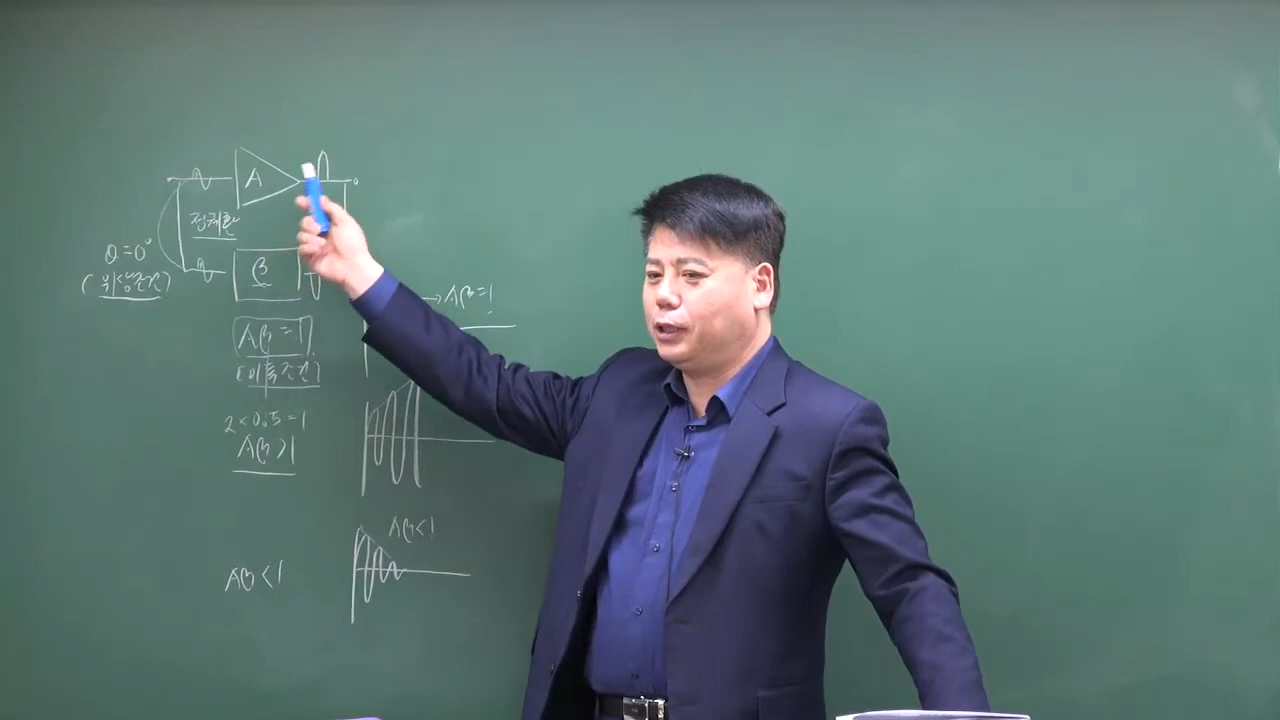 A
정궤환
θ=0°
(위상조건)
β
→Aβ=1
Aβ=1
(이득조건)
2×0.5=1
Aβ>1
Aβ<1
Aβ<1